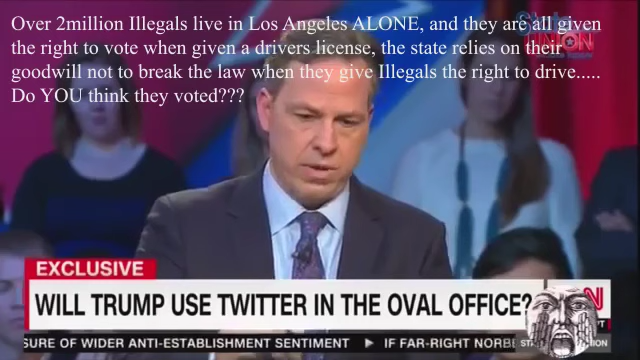 Over 2million Illegals live in Los Angeles ALONE, and they are all given
the right to vote when given a drivers license, the state relies on their
goodwill not to break the law when they give Illegals the right to drive.....
Do YOU think they voted???
EXCLUSIVE
WILL TRUMP USE TWITTER IN THE OVAL OFFICE?
SURE OF WIDER ANTI-ESTABLISHMENT SENTIMENT ► IF FAR-RIGHT NORBE